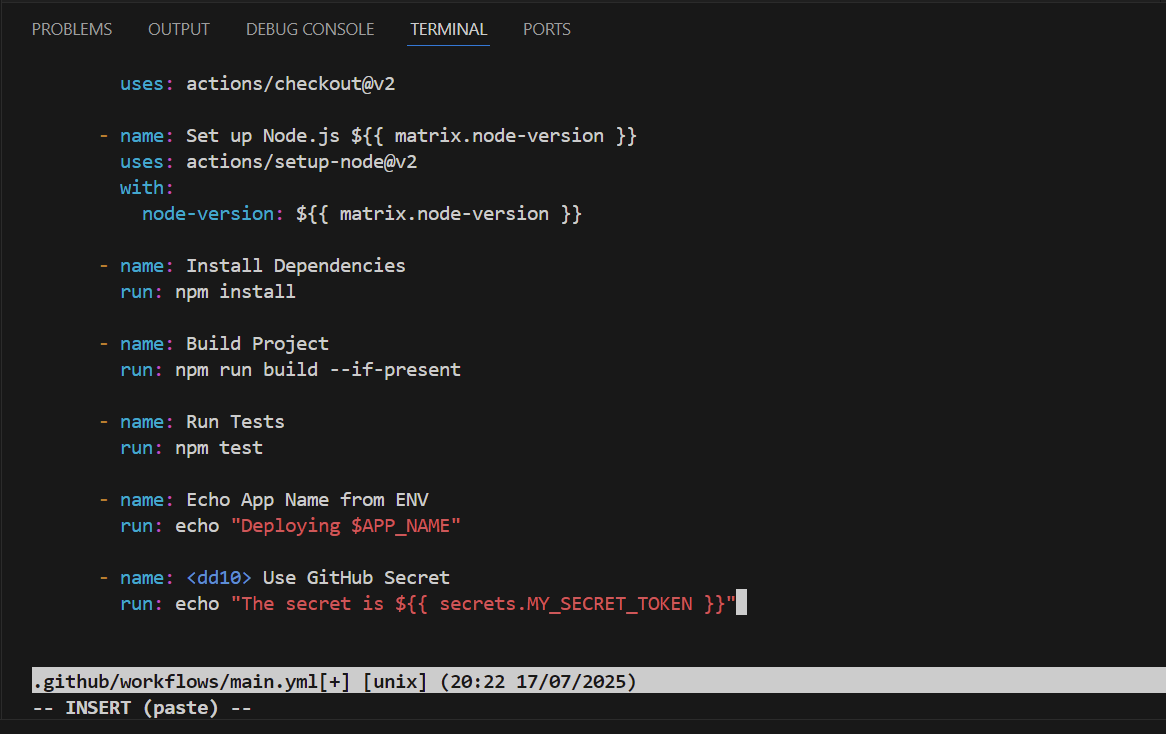 PROBLEMS OUTPUT DEBUG CONSOLE TERMINAL PORTS
uses: actions/checkout@v2
- name: Set up Node.js ${{ matrix.node-version }}
uses: actions/setup-node@v2
with:
node-version: ${{ matrix.node-version }}
- name: Install Dependencies
run: npm install
- name: Build Project
run: npm run build --if-present
- name: Run Tests
run: npm test
- name: Echo App Name from ENV
run: echo "Deploying $APP_NAME"
- name: <dd10> Use GitHub Secret
run: echo "The secret is ${{ secrets.MY_SECRET_TOKEN }}"
.github/workflows/main.yml[+] [unix] (20:22 17/07/2025)
-- INSERT (paste) --